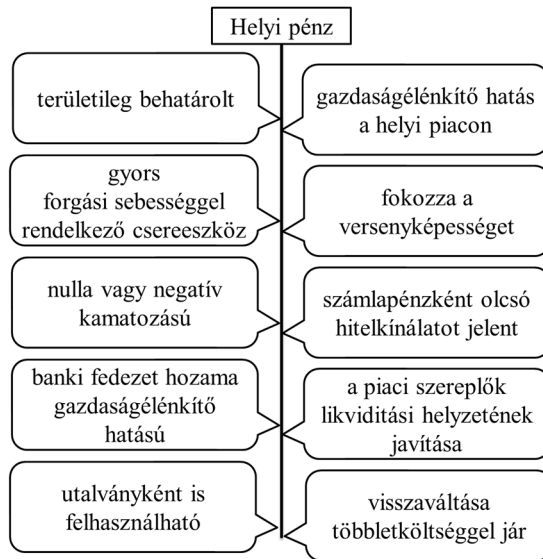 Helyi pénz
területileg behatárolt
gazdaságélénkítő hatás
a helyi piacon
gyors
forgási sebességgel
rendelkező csereeszköz
fokozza a
versenyképességet
nulla vagy negatív
kamatozású
számlapénzként olcsó
hitelkínálatot jelent
banki fedezet hozama
gazdaságélénkítő
hatású
a piaci szereplők
likviditási helyzetének
javítása
utalványként is
felhasználható
visszaváltása
többletköltséggel jár